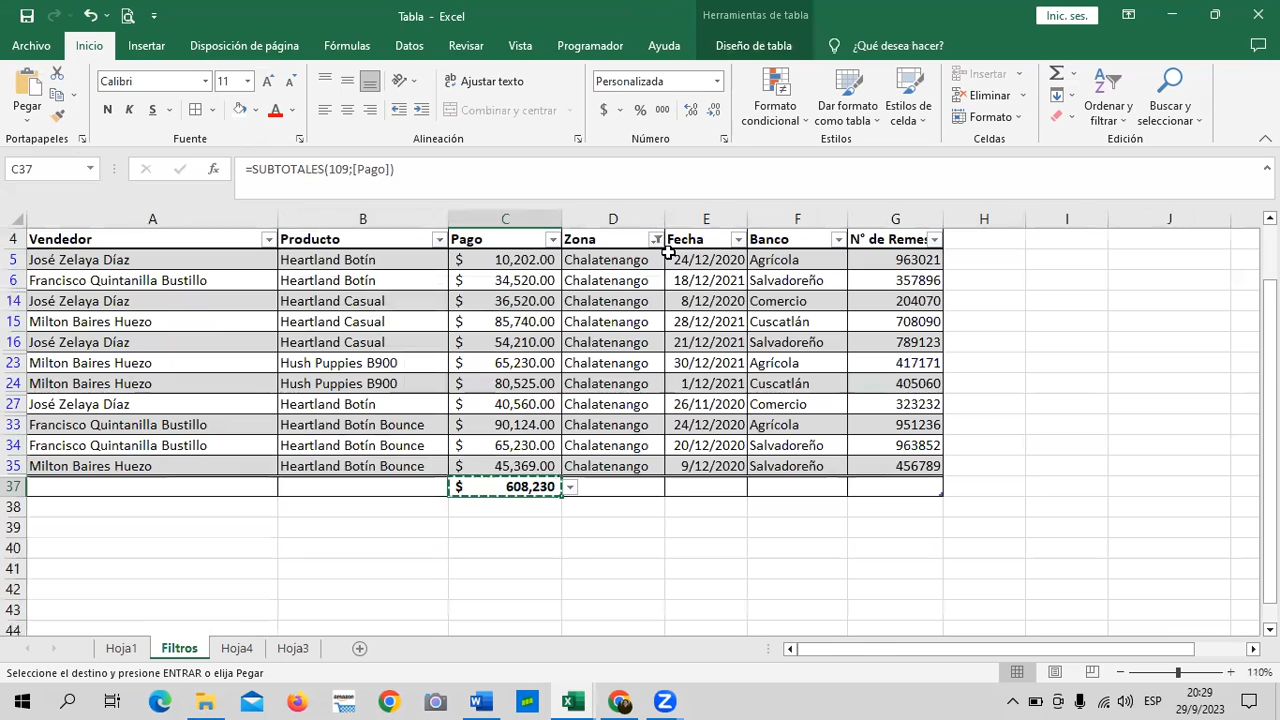 Tabla - Excel
Herramientas de tabla
Inic. ses.
Archivo Inicio Insertar Disposición de página Fórmulas Datos Revisar Vista Programador Ayuda Diseño de tabla ¿Qué desea hacer?
Pegar
Calibri 11
N K S
Ajustar texto
Combinar y centrar
Personalizada
$ % 000
Formato condicional
Dar formato como tabla
Estilos de celda
Insertar
Eliminar
Formato
Ordenar y filtrar
Buscar y seleccionar
Portapapeles Fuente Alineación Número Estilos Celdas Edición
C37 fx =SUBTOTALES(109;[Pago])
A B C D E F G H I J
4 Vendedor Producto Pago Zona Fecha Banco N° de Remes
5 José Zelaya Díaz Heartland Botín $ 10,202.00 Chalatenango 24/12/2020 Agrícola 963021
6 Francisco Quintanilla Bustillo Heartland Botín $ 34,520.00 Chalatenango 18/12/2021 Salvadoreño 357896
14 José Zelaya Díaz Heartland Casual $ 36,520.00 Chalatenango 8/12/2020 Comercio 204070
15 Milton Baires Huezo Heartland Casual $ 85,740.00 Chalatenango 28/12/2021 Cuscatlán 708090
16 José Zelaya Díaz Heartland Casual $ 54,210.00 Chalatenango 21/12/2021 Salvadoreño 789123
23 Milton Baires Huezo Hush Puppies B900 $ 65,230.00 Chalatenango 30/12/2021 Agrícola 417171
24 Milton Baires Huezo Hush Puppies B900 $ 80,525.00 Chalatenango 1/12/2021 Cuscatlán 405060
27 José Zelaya Díaz Heartland Botín $ 40,560.00 Chalatenango 26/11/2020 Comercio 323232
33 Francisco Quintanilla Bustillo Heartland Botín Bounce $ 90,124.00 Chalatenango 24/12/2020 Agrícola 951236
34 Francisco Quintanilla Bustillo Heartland Botín Bounce $ 65,230.00 Chalatenango 20/12/2020 Salvadoreño 963852
35 Milton Baires Huezo Heartland Botín Bounce $ 45,369.00 Chalatenango 9/12/2020 Salvadoreño 456789
37 $ 608,230
38
39
40
41
42
43
44
Hoja1 Filtros Hoja4 Hoja3
Seleccione el destino y presione ENTRAR o elija Pegar
110%
amazon
ESP
20:29
29/9/2023